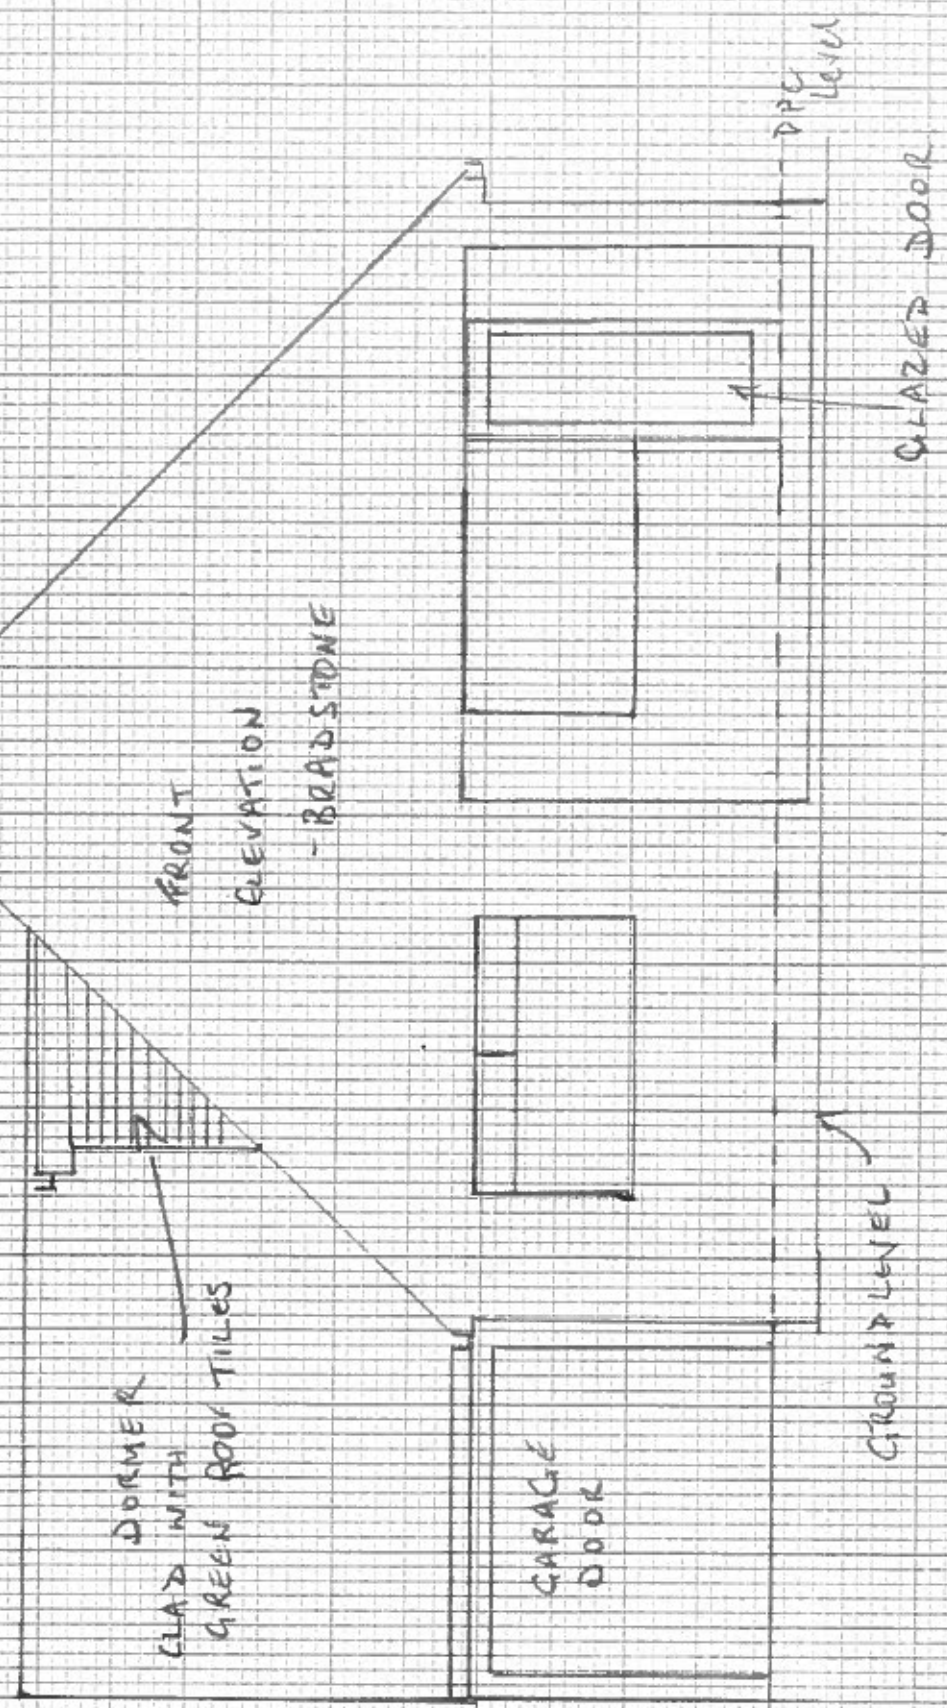 DORMER
CLAD WITH
GREEN ROOF TILES
FRONT
ELEVATION
- BRADSTONE
GARAGE
DOOR
GROUND LEVEL
GLAZED DOOR
DPC
Level